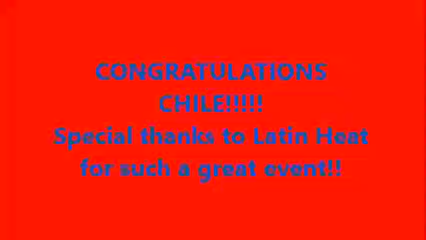 CONGRATULATIONS
CHILE!!!!!
Special thanks to Latin Heat
for such a great event!!